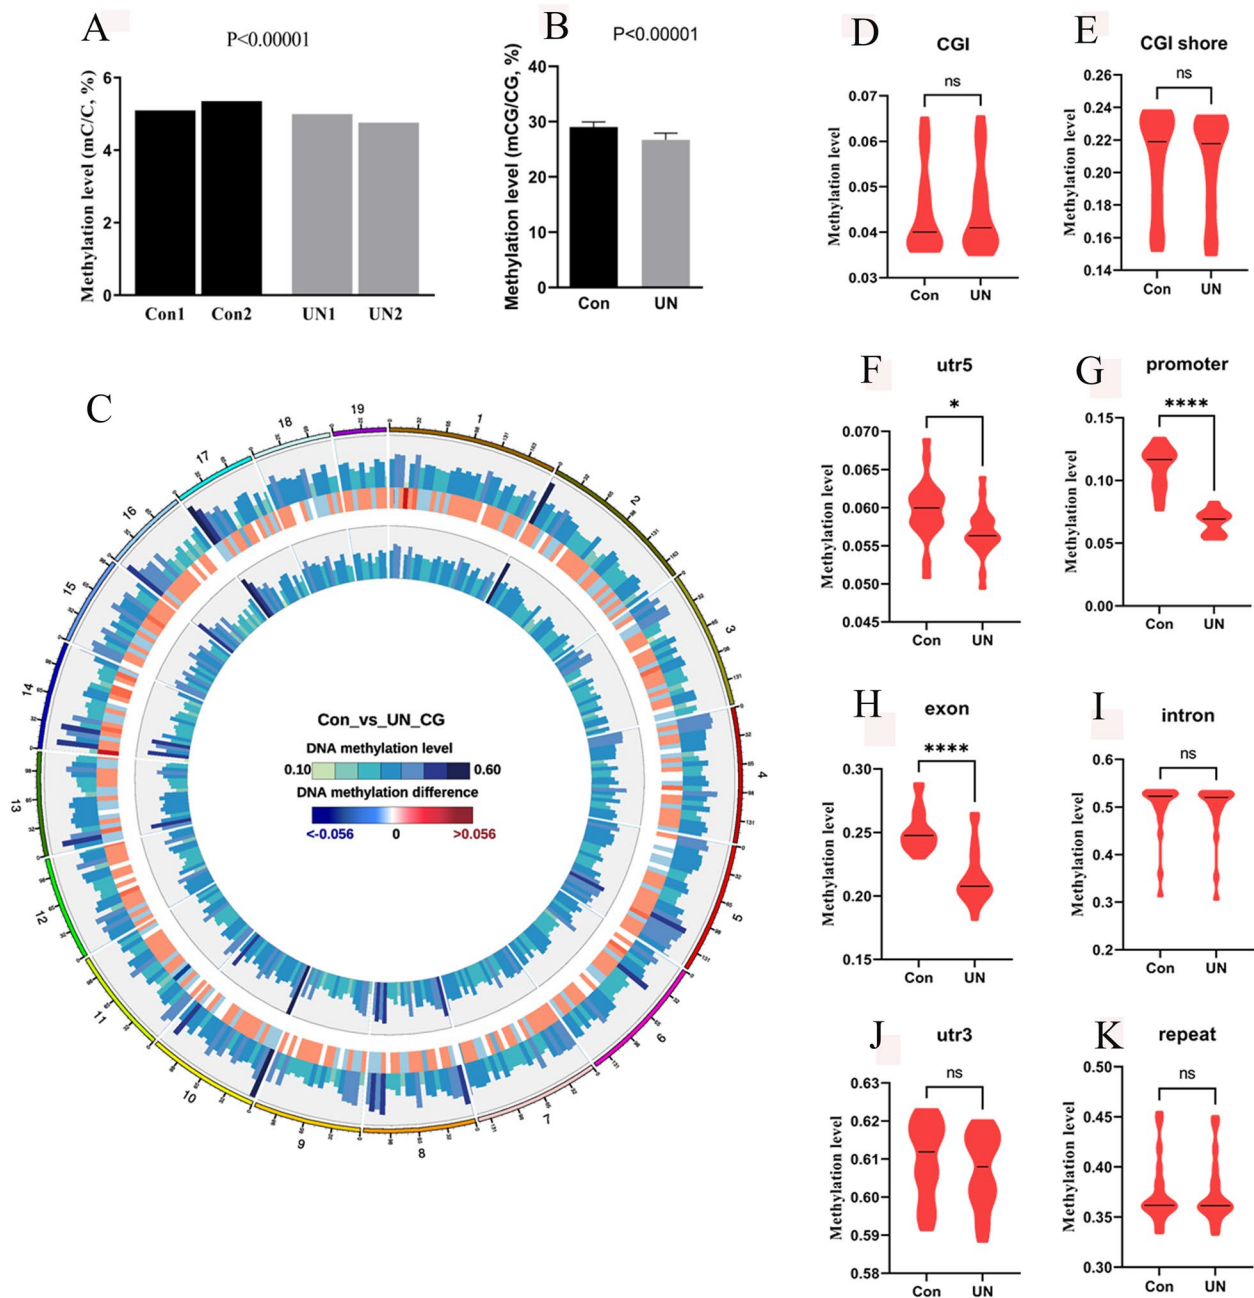 A
P<0.00001
Methylation level (mC/C, %)
6
4
2
0
Con1 Con2 UN1 UN2
B
P<0.00001
Methylation level (mCG/CG, %)
40
30
20
10
0
Con UN
D
CGI
ns
Methylation level
0.07
0.06
0.05
0.04
0.03
Con UN
E
CGI shore
ns
Methylation level
0.26
0.24
0.22
0.20
0.18
0.16
0.14
Con UN
C
1
2
3
4
5
6
7
8
9
10
11
12
13
14
15
16
17
18
19
Con_vs_UN_CG
DNA methylation level
0.10 0.60
DNA methylation difference
<-0.056 0 >0.056
F
utr5
*
Methylation level
0.070
0.065
0.060
0.055
0.050
0.045
Con UN
G
promoter
****
Methylation level
0.15
0.10
0.05
0.00
Con UN
H
exon
****
Methylation level
0.30
0.25
0.20
0.15
Con UN
I
intron
ns
Methylation level
0.6
0.5
0.4
0.3
0.2
Con UN
J
utr3
ns
Methylation level
0.63
0.62
0.61
0.60
0.59
0.58
Con UN
K
repeat
ns
Methylation level
0.50
0.45
0.40
0.35
0.30
Con UN